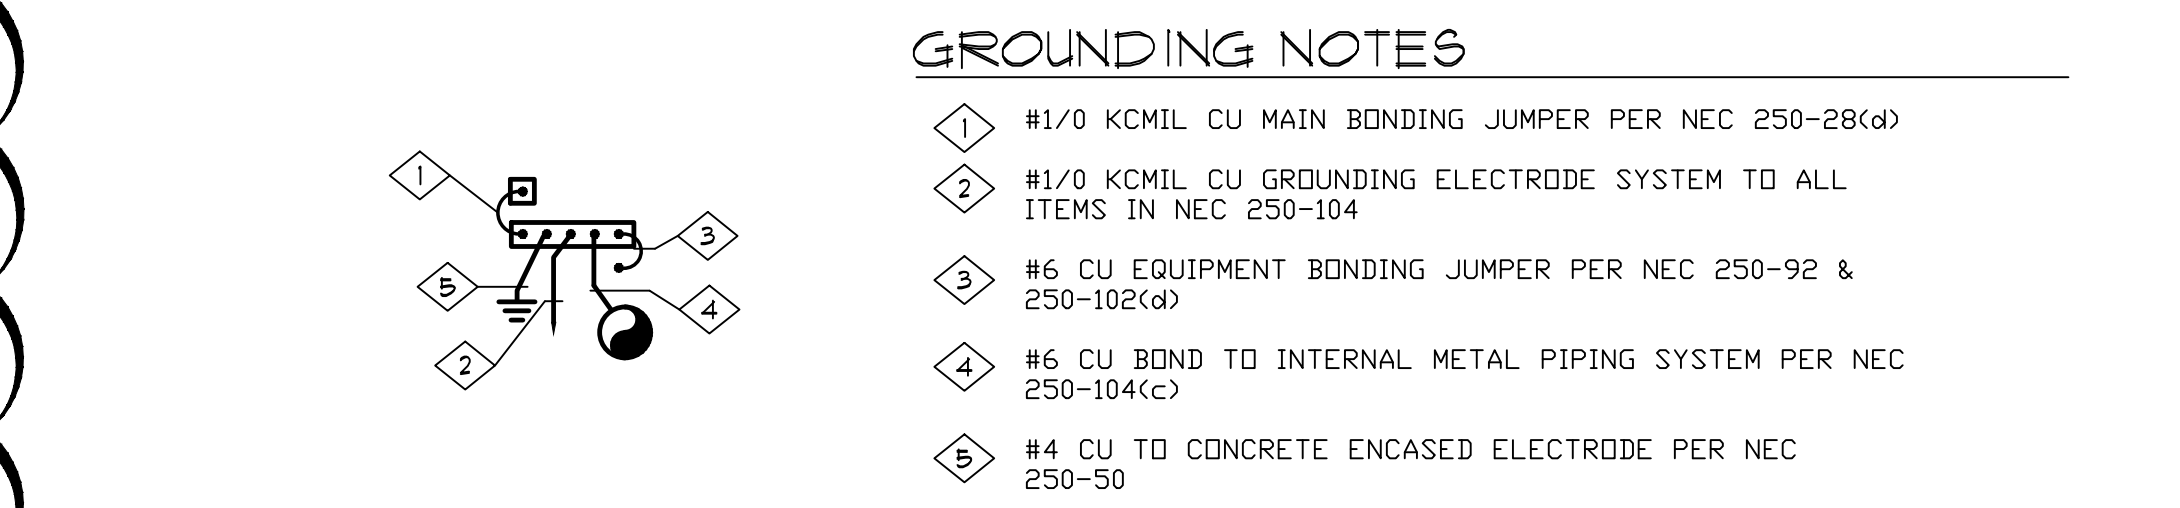 GROUNDING NOTES
1 #1/0 KCMIL CU MAIN BONDING JUMPER PER NEC 250-28(d)
2 #1/0 KCMIL CU GROUNDING ELECTRODE SYSTEM TO ALL
ITEMS IN NEC 250-104
3 #6 CU EQUIPMENT BONDING JUMPER PER NEC 250-92 &
250-102(d)
4 #6 CU BOND TO INTERNAL METAL PIPING SYSTEM PER NEC
250-104(c)
5 #4 CU TO CONCRETE ENCASED ELECTRODE PER NEC
250-50
1
3
5
4
2